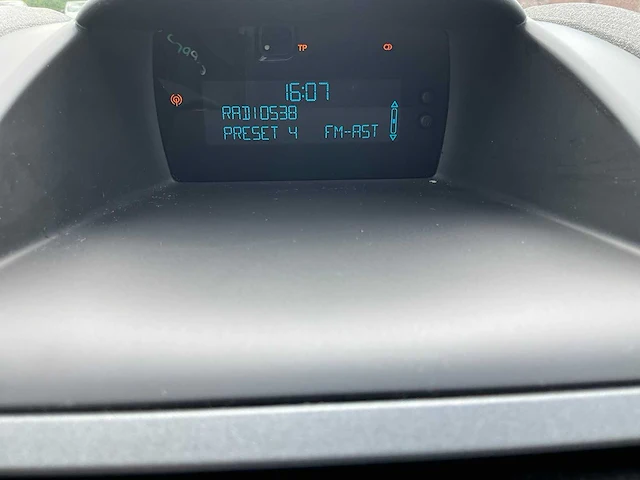 TP
16:07
RADIO538
PRESET 4 FM-AST